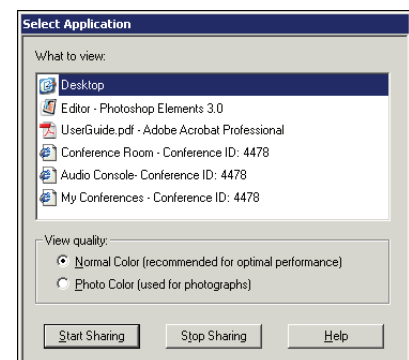 Select Application
What to view:
Desktop
Editor - Photoshop Elements 3.0
UserGuide.pdf - Adobe Acrobat Professional
Conference Room - Conference ID: 4478
Audio Console- Conference ID: 4478
My Conferences - Conference ID: 4478
View quality:
Normal Color (recommended for optimal performance)
Photo Color (used for photographs)
Start Sharing Stop Sharing Help